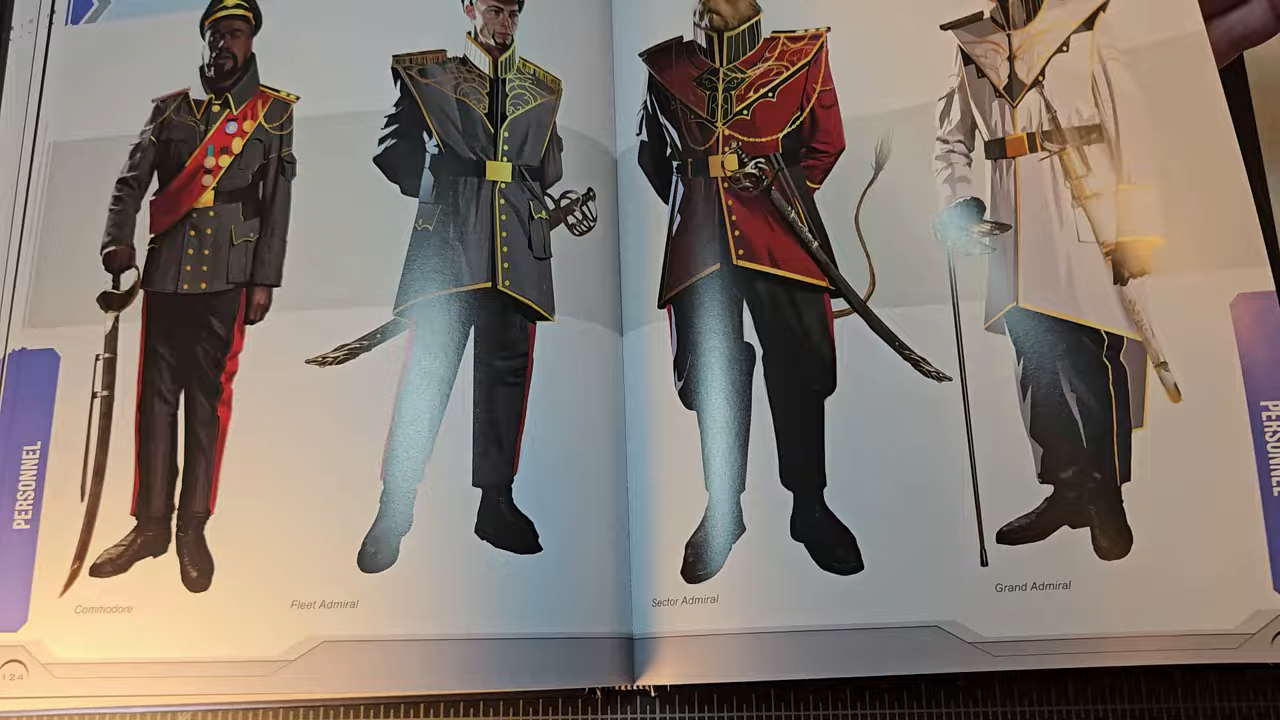 PERSONNEL
Commodore
Fleet Admiral
Sector Admiral
Grand Admiral
PERSONNEL
124